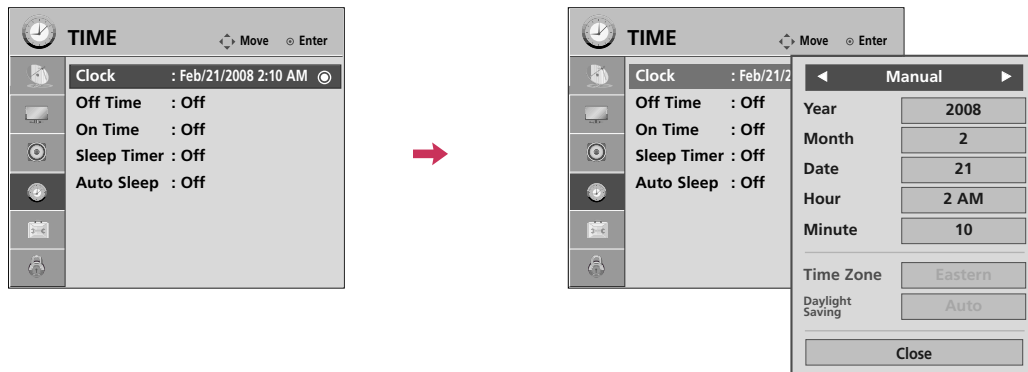 TIME
Move Enter
Clock : Feb/21/2008 2:10 AM
Off Time : Off
On Time : Off
Sleep Timer : Off
Auto Sleep : Off
TIME
Move Enter
Clock : Feb/21/2
Off Time : Off
On Time : Off
Sleep Timer : Off
Auto Sleep : Off
Manual
Year 2008
Month 2
Date 21
Hour 2 AM
Minute 10
Time Zone Eastern
Daylight
Saving Auto
Close